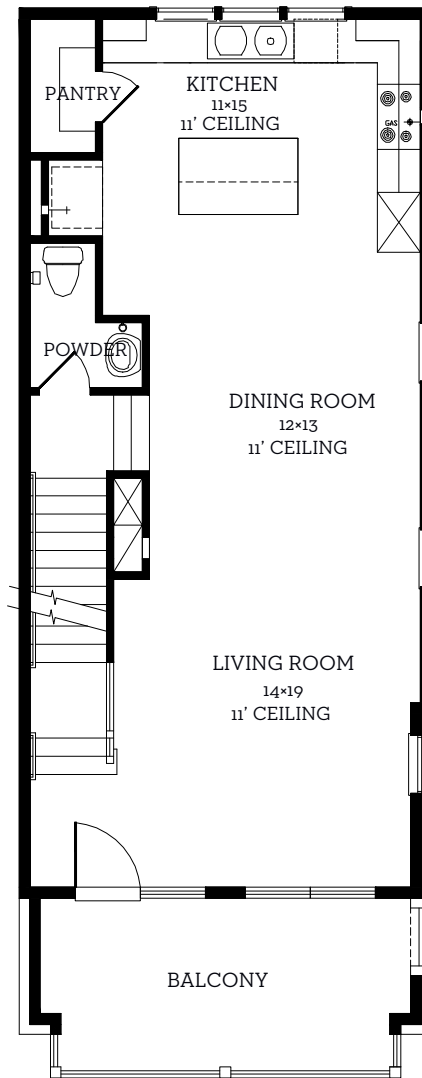 PANTRY
KITCHEN
11×15
11' CEILING
GAS
POWDER
DINING ROOM
12×13
11' CEILING
LIVING ROOM
14×19
11' CEILING
BALCONY